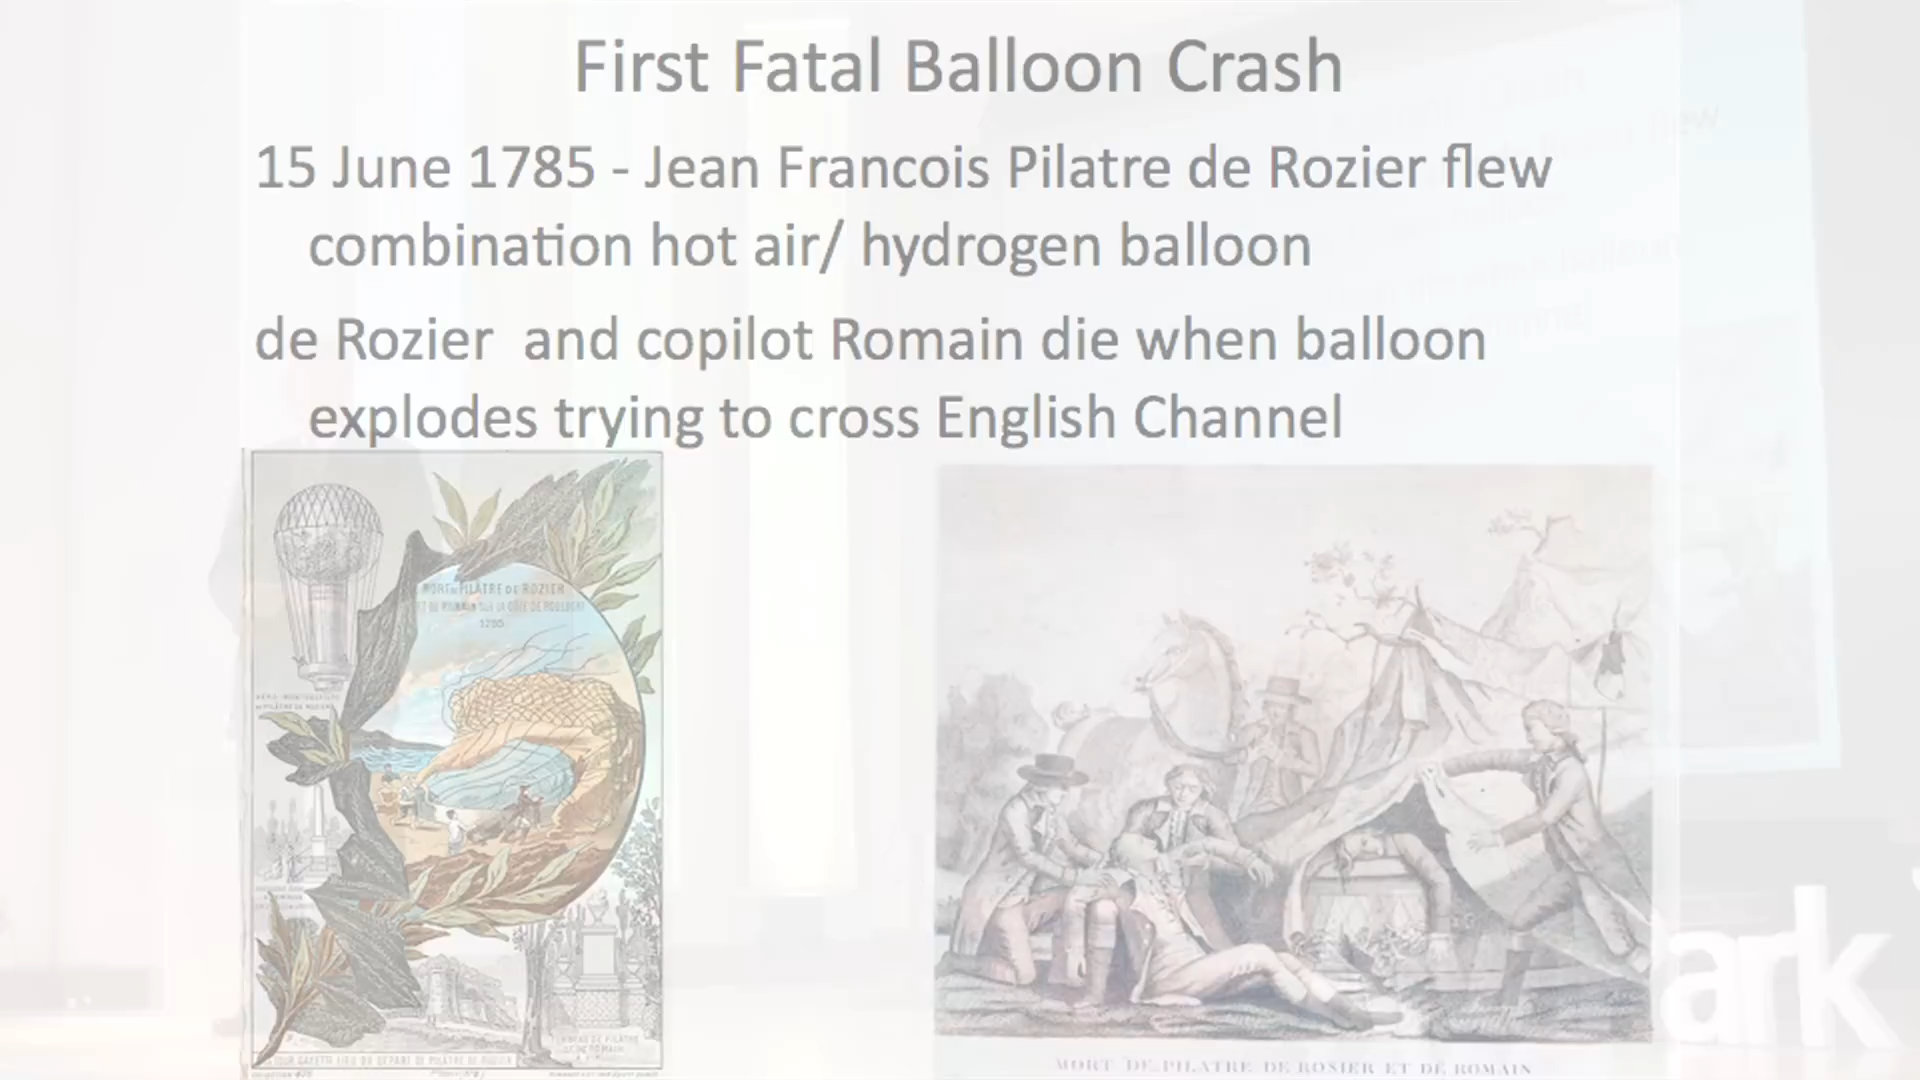 First Fatal Balloon Crash
15 June 1785 - Jean Francois Pilatre de Rozier flew
combination hot air/ hydrogen balloon
de Rozier and copilot Romain die when balloon
explodes trying to cross English Channel
MORT DE PILATRE DE ROZIER
1785
MORT DE PILATRE DE ROSIER ET DE ROMAIN
ark